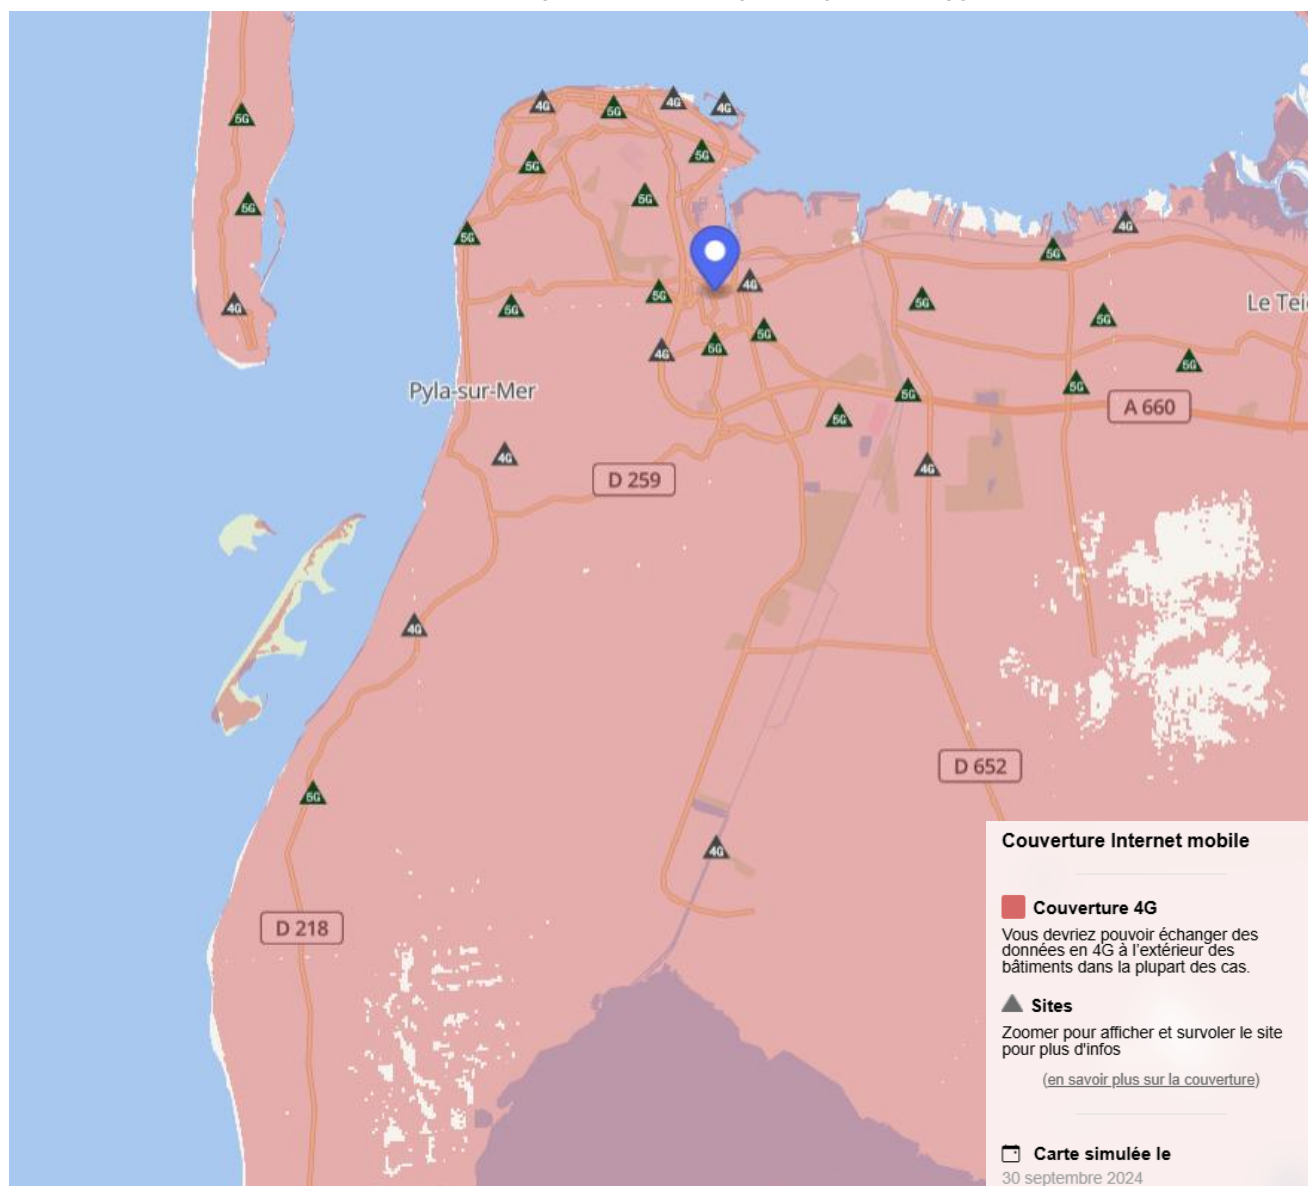 4G
5G
4G
4G
5G
5G
5G
5G
5G
4G
5G
5G
4G
5G
4G
5G
5G
5G
4G
Le Tei
5G
5G
4G
5G
5G
Pyla-sur-Mer
5G
5G
A 660
5G
4G
4G
D 259
4G
D 652
5G
4G
D 218
Couverture Internet mobile
Couverture 4G
Vous devriez pouvoir échanger des
données en 4G à l’extérieur des
bâtiments dans la plupart des cas.
Sites
Zoomer pour afficher et survoler le site
pour plus d'infos
(en savoir plus sur la couverture)
Carte simulée le
30 septembre 2024